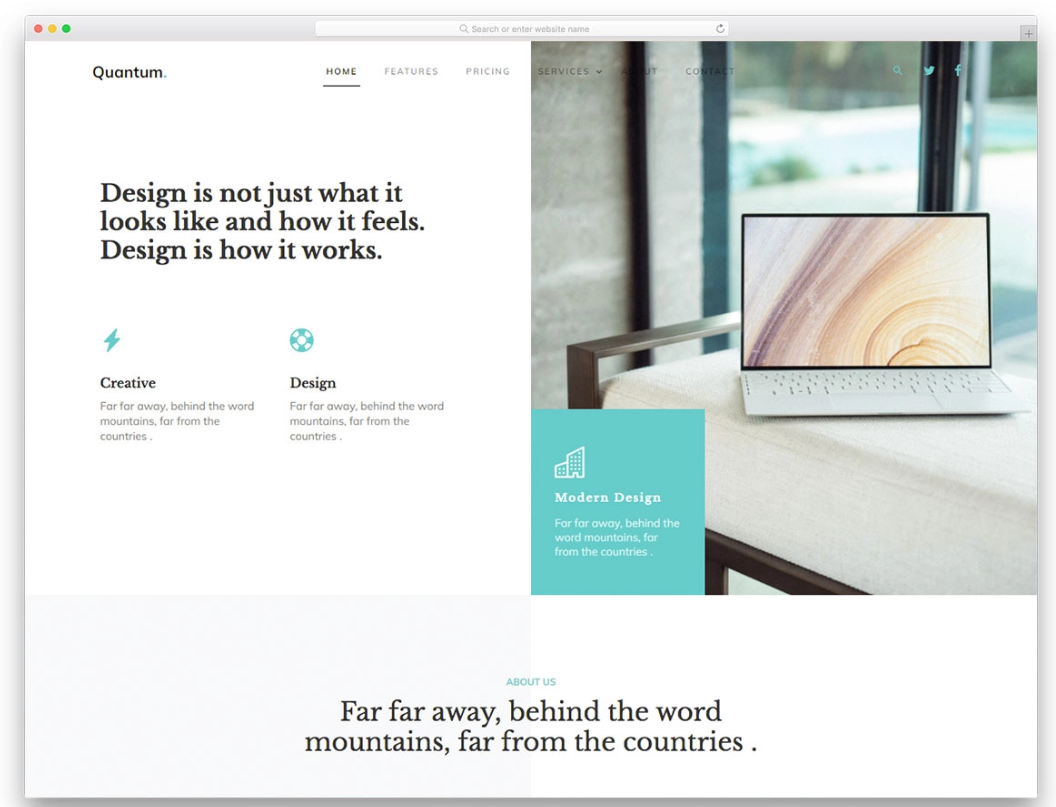 Search or enter website name
Quantum.
HOME FEATURES PRICING SERVICES ABOUT CONTACT
Design is not just what it
looks like and how it feels.
Design is how it works.
Creative
Far far away, behind the word
mountains, far from the
countries .
Design
Far far away, behind the word
mountains, far from the
countries .
Modern Design
Far far away, behind the
word mountains, far
from the countries .
ABOUT US
Far far away, behind the word
mountains, far from the countries .